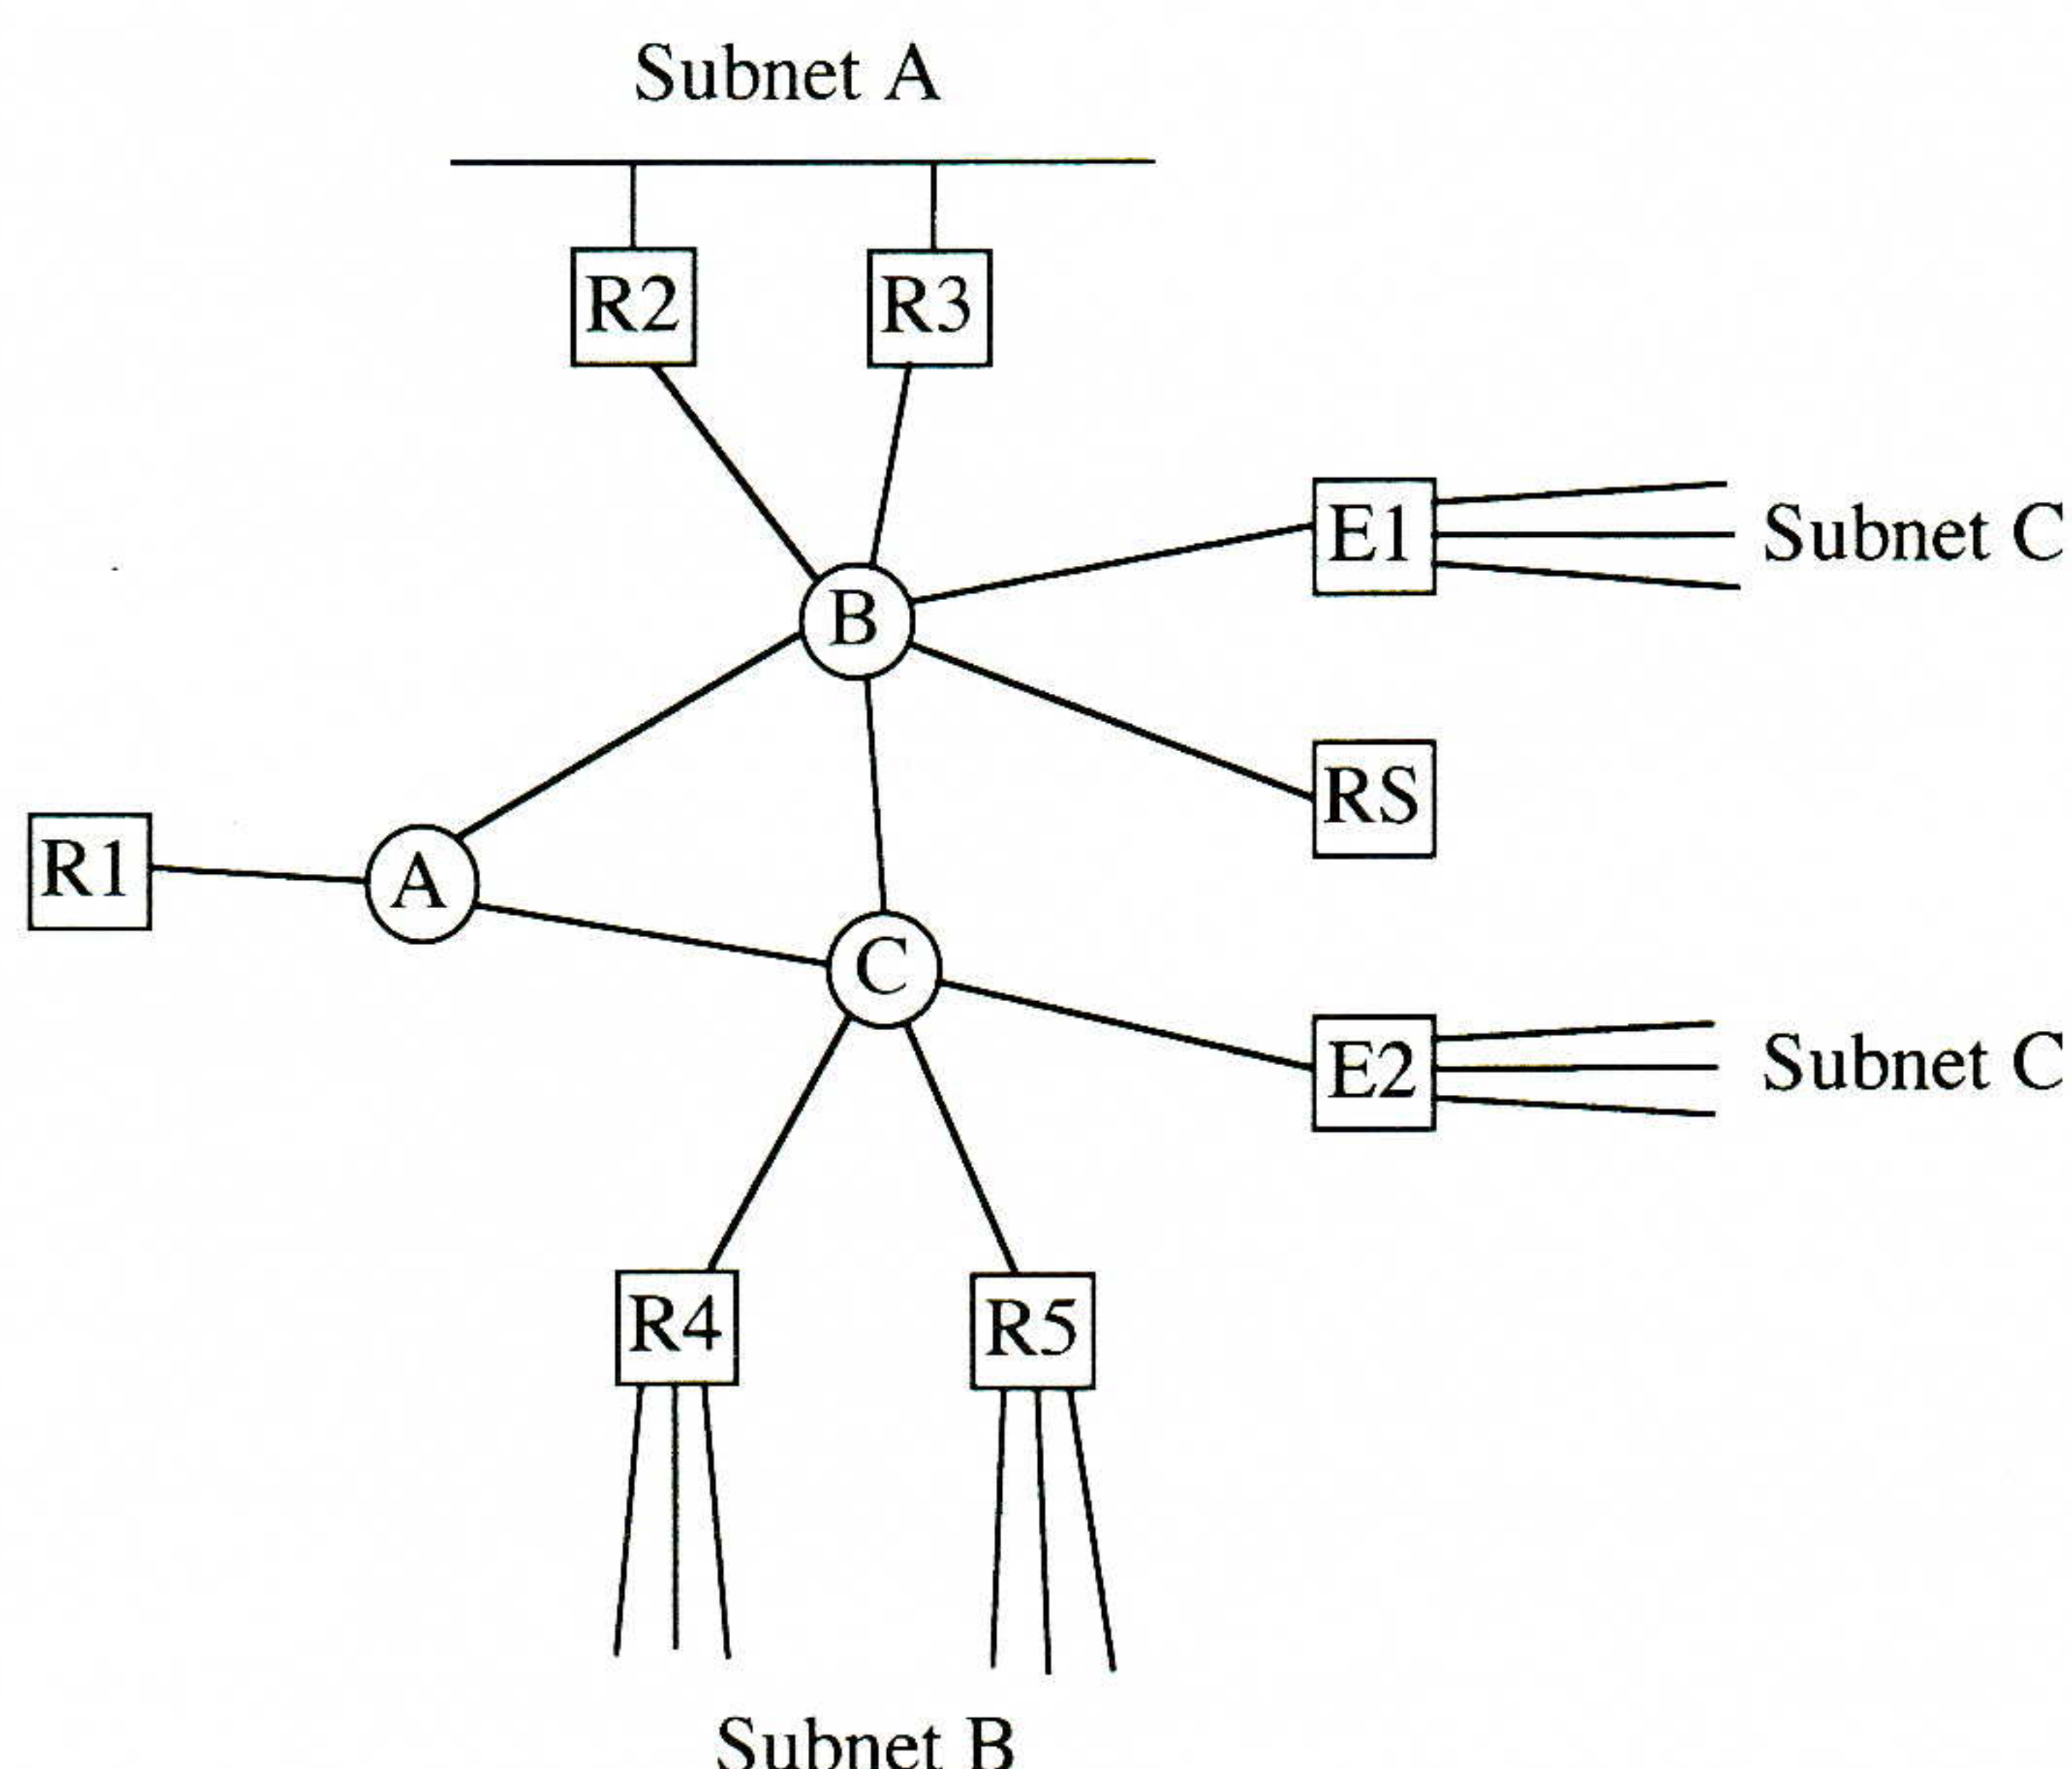 Subnet A
R2
R3
E1
Subnet C
B
RS
R1
A
C
E2
Subnet C
R4
R5
Subnet B